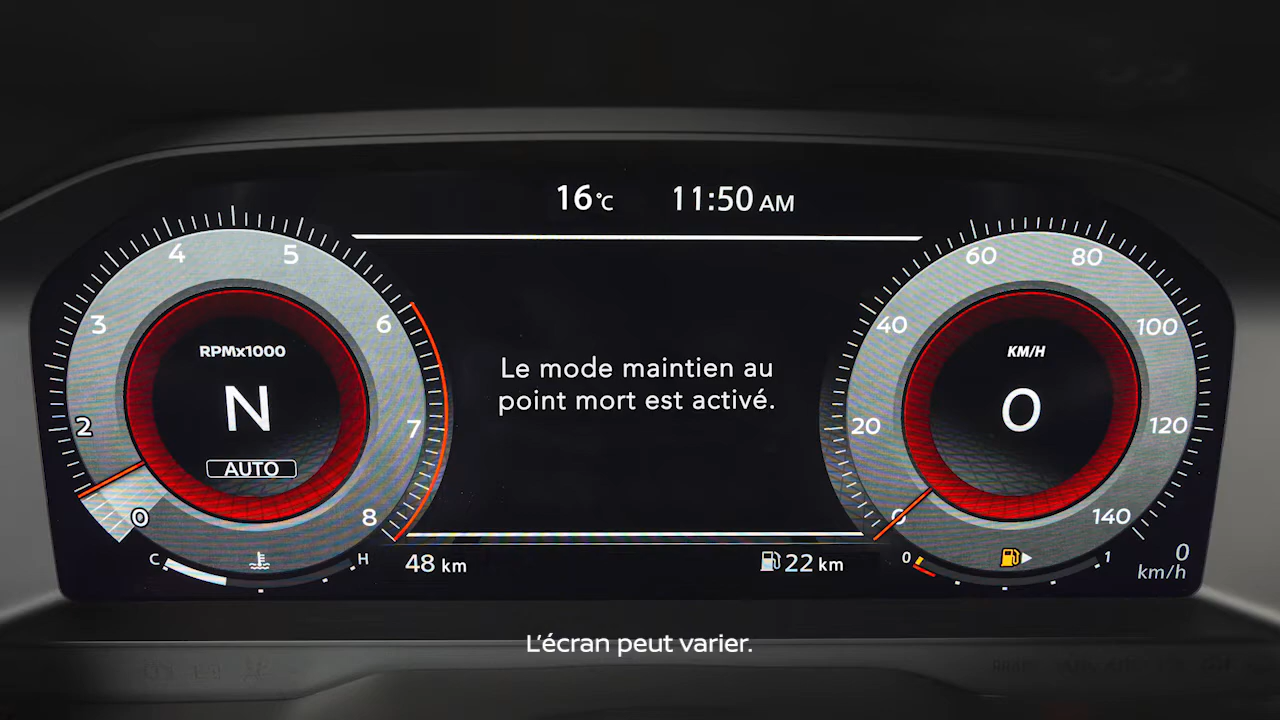 16°C 11:50 AM
4 5
60 80
3 6
40 100
RPMx1000
KM/H
Le mode maintien au
point mort est activé.
N
0
2 7
20 120
AUTO
0 8
0 140
C H
0 1
48 km
22 km
0
km/h
L'écran peut varier.